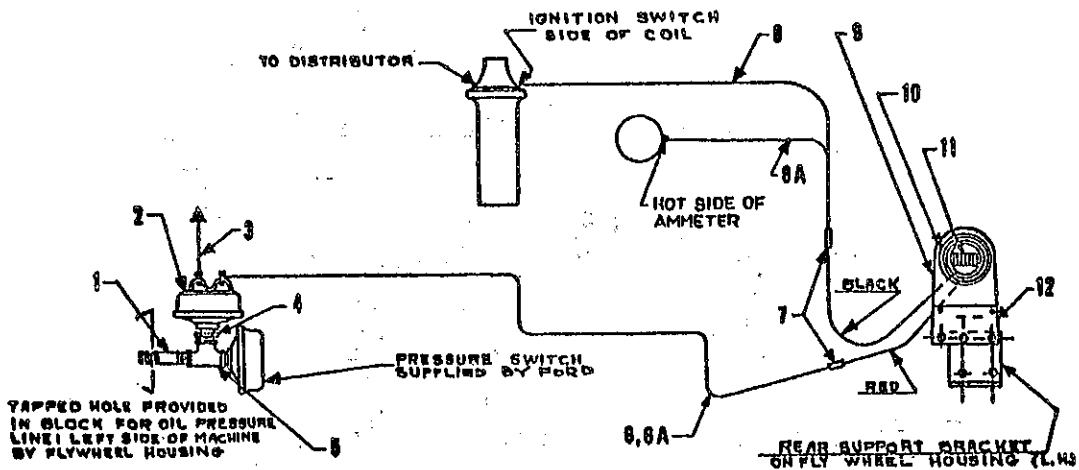 IGNITION SWITCH
SIDE OF COIL
TO DISTRIBUTOR
8
9
10
11
8A
HOT SIDE OF
AMMETER
2
3
1
4
BLACK
12
7
PRESSURE SWITCH
SUPPLIED BY FORD
RED
TAPPED HOLE PROVIDED
IN BLOCK FOR OIL PRESSURE
LINE: LEFT SIDE OF MACHINE
BY FLYWHEEL HOUSING
5
REAR SUPPORT BRACKET
ON FLY WHEEL HOUSING